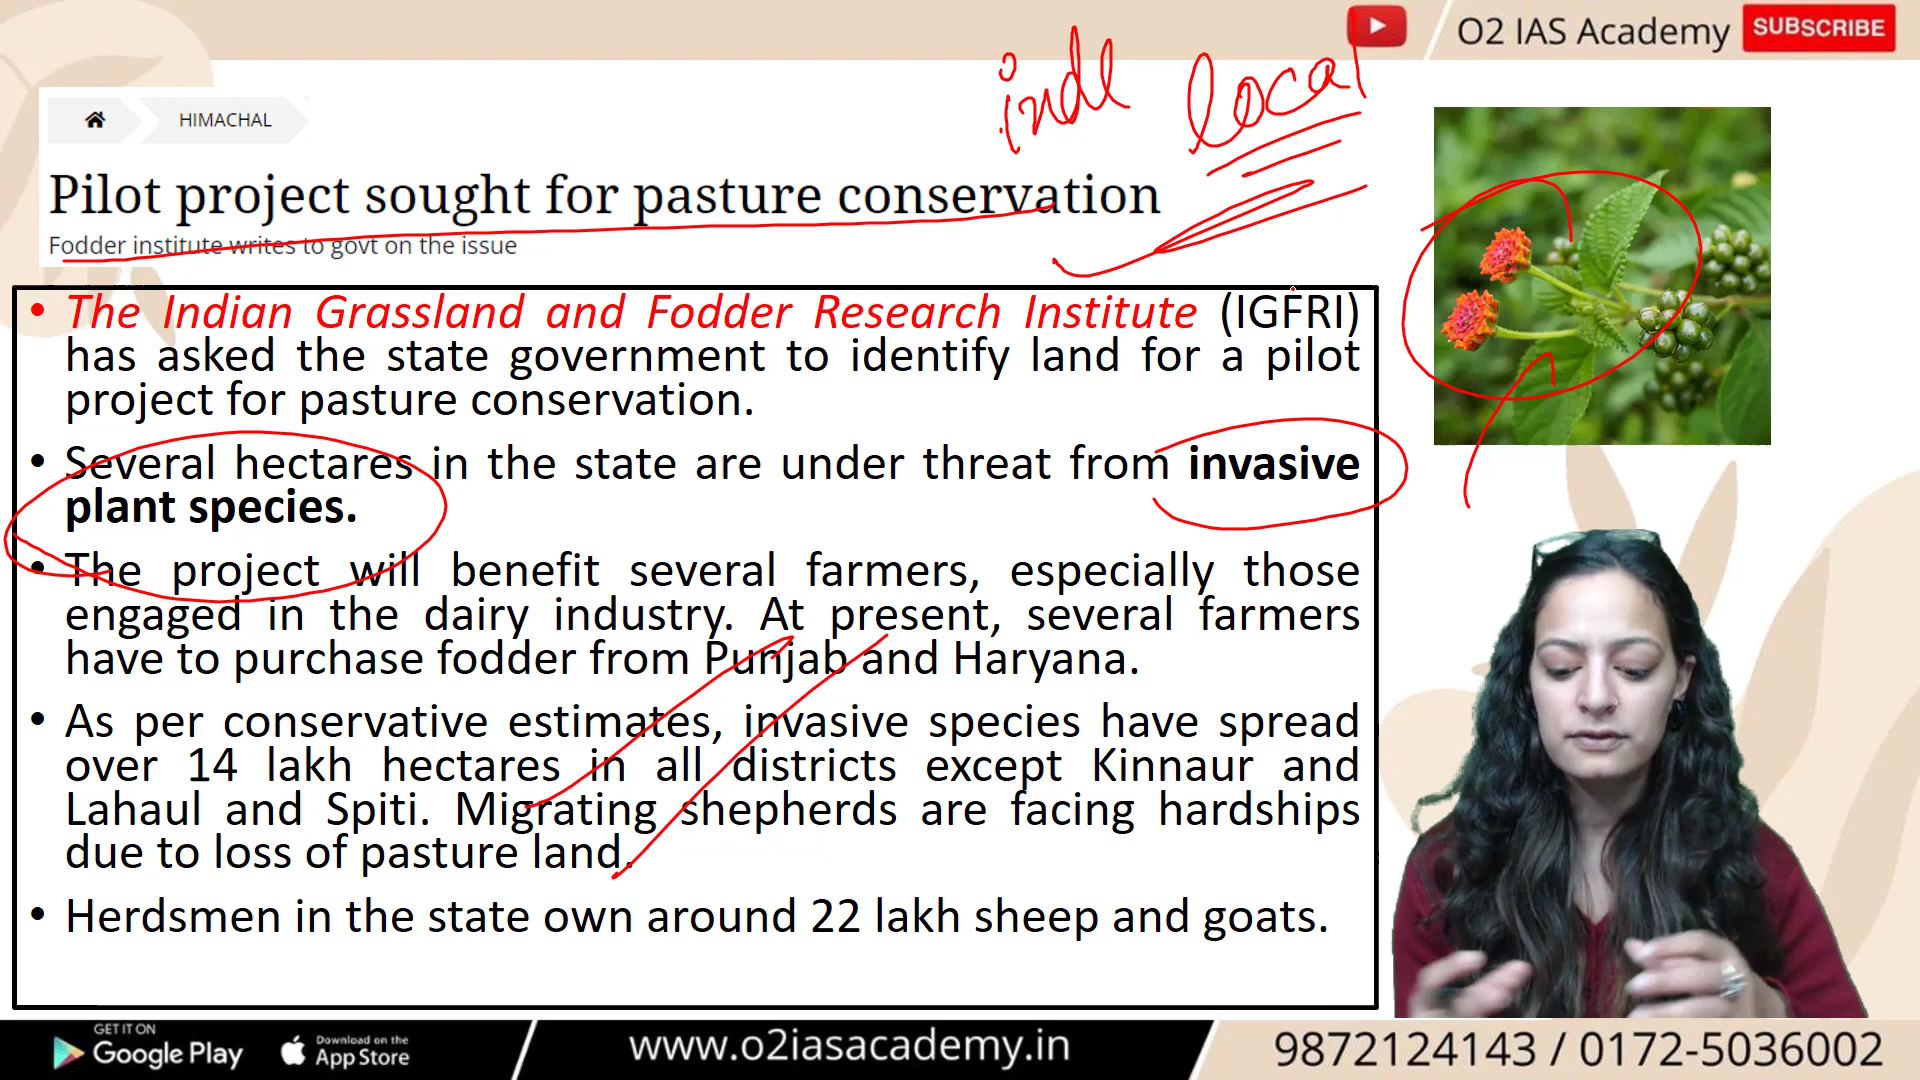 O2 IAS Academy SUBSCRIBE
local
HIMACHAL
Pilot project sought for pasture conservation
Fodder institute writes to govt on the issue
• The Indian Grassland and Fodder Research Institute (IGFRI)
has asked the state government to identify land for a pilot
project for pasture conservation.
• Several hectares in the state are under threat from invasive
plant species.
• The project will benefit several farmers, especially those
engaged in the dairy industry. At present, several farmers
have to purchase fodder from Punjab and Haryana.
• As per conservative estimates, invasive species have spread
over 14 lakh hectares in all districts except Kinnaur and
Lahaul and Spiti. Migrating shepherds are facing hardships
due to loss of pasture land.
• Herdsmen in the state own around 22 lakh sheep and goats.
GET IT ON
Google Play
Download on the
App Store
www.o2iasacademy.in
9872124143 / 0172-5036002